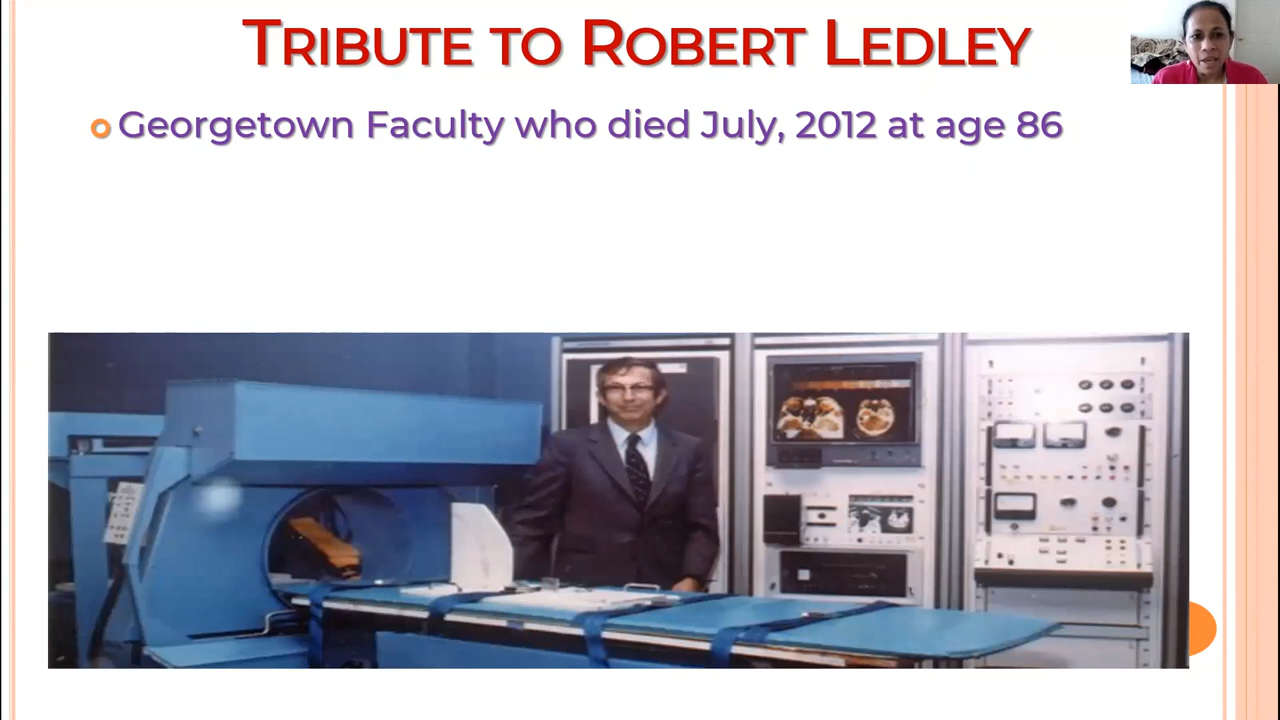 TRIBUTE TO ROBERT LEDLEY
Georgetown Faculty who died July, 2012 at age 86